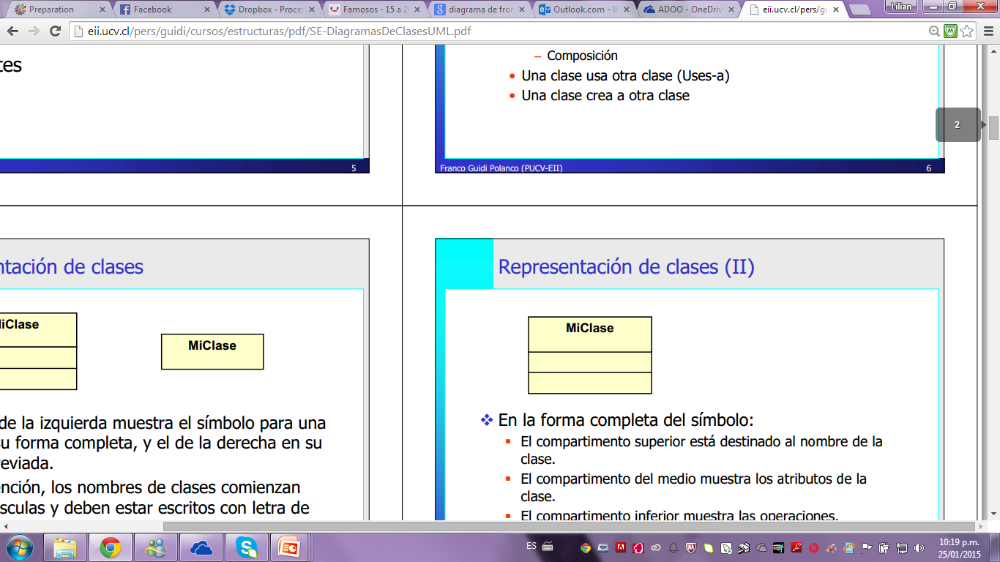 Preparation
Facebook
Dropbox - Proce
Famosos - 15 a 2
diagrama de fror
Outlook.com - li
ADOO - OneDriv
eii.ucv.cl/pers/gu
Lilian
eii.ucv.cl/pers/guidi/cursos/estructuras/pdf/SE-DiagramasDeClasesUML.pdf
tes
5
– Composición
• Una clase usa otra clase (Uses-a)
• Una clase crea a otra clase
2
Franco Guidi Polanco (PUCV-EII) 6
ntación de clases
MiClase
MiClase
de la izquierda muestra el símbolo para una
su forma completa, y el de la derecha en su
reviada.
ención, los nombres de clases comienzan
sculas y deben estar escritos con letra de
Representación de clases (II)
MiClase
❖ En la forma completa del símbolo:
▪ El compartimento superior está destinado al nombre de la
clase.
▪ El compartimento del medio muestra los atributos de la
clase.
▪ El compartimento inferior muestra las operaciones.
ES
10:19 p.m.
25/01/2015